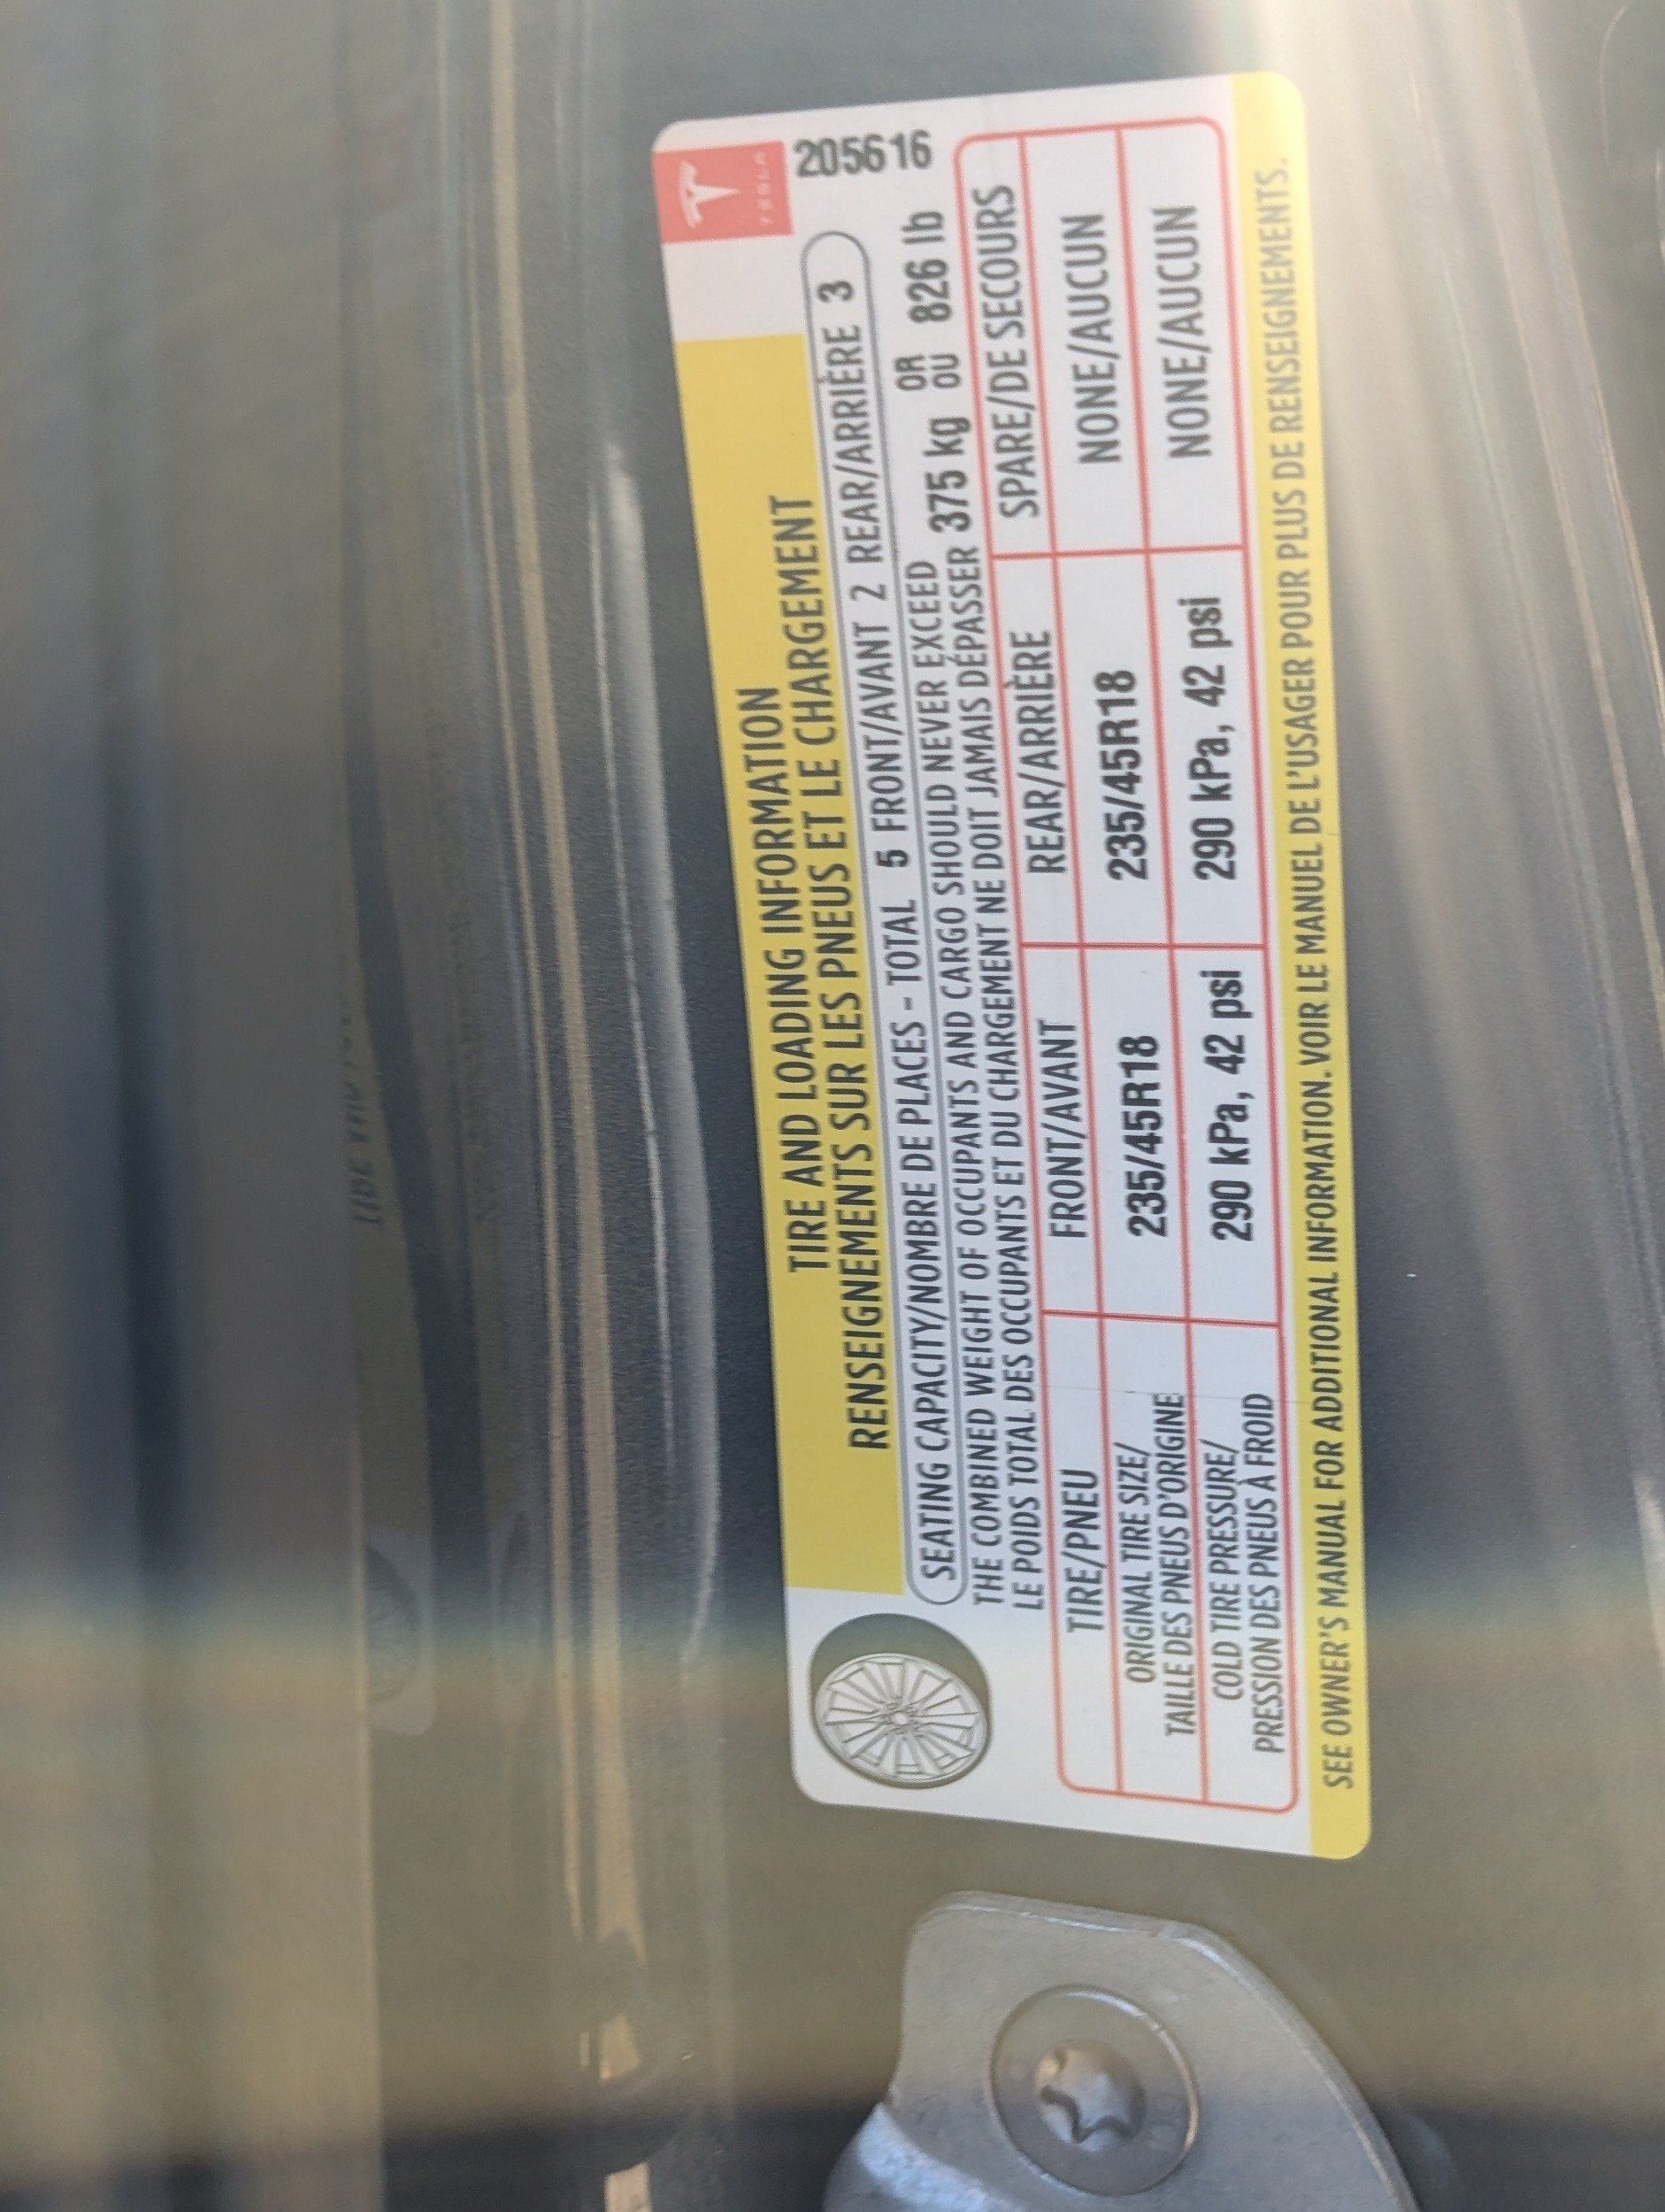 TESLA
205616
TIRE AND LOADING INFORMATION
RENSEIGNEMENTS SUR LES PNEUS ET LE CHARGEMENT
SEATING CAPACITY/NOMBRE DE PLACES - TOTAL 5 FRONT/AVANT 2 REAR/ARRIÈRE 3
THE COMBINED WEIGHT OF OCCUPANTS AND CARGO SHOULD NEVER EXCEED
LE POIDS TOTAL DES OCCUPANTS ET DU CHARGEMENT NE DOIT JAMAIS DÉPASSER 375 kg OR OU 826 lb
TIRE/PNEU FRONT/AVANT REAR/ARRIÈRE SPARE/DE SECOURS
ORIGINAL TIRE SIZE/
TAILLE DES PNEUS D'ORIGINE 235/45R18 235/45R18 NONE/AUCUN
COLD TIRE PRESSURE/
PRESSION DES PNEUS À FROID 290 kPa, 42 psi 290 kPa, 42 psi NONE/AUCUN
SEE OWNER'S MANUAL FOR ADDITIONAL INFORMATION. VOIR LE MANUEL DE L'USAGER POUR PLUS DE RENSEIGNEMENTS.